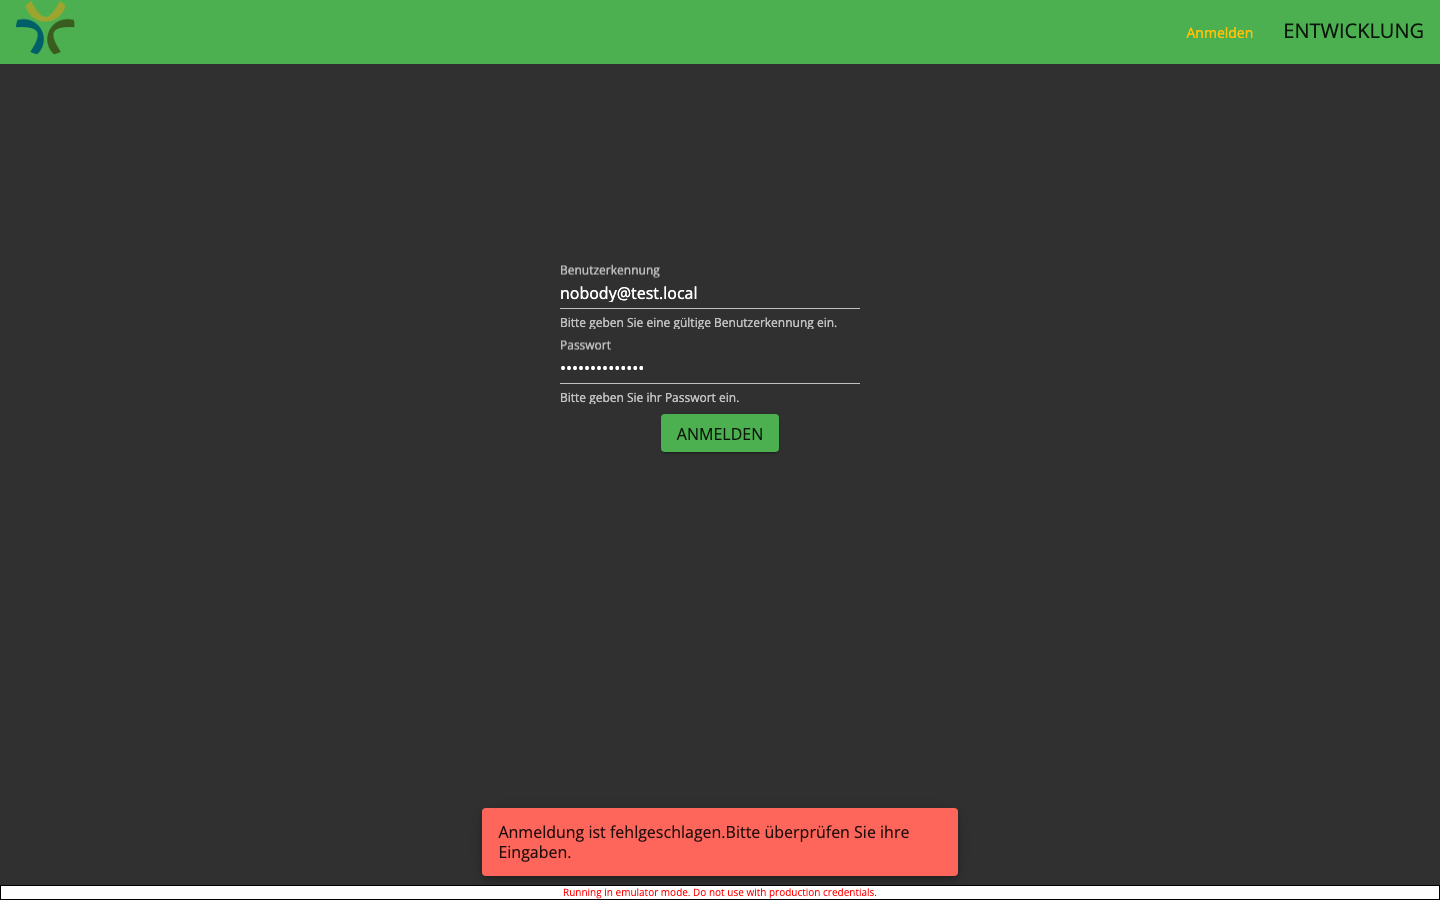 Anmelden
ENTWICKLUNG
Benutzerkennung
nobody@test.local
Bitte geben Sie eine gültige Benutzerkennung ein.
Passwort
••••••••••••••
Bitte geben Sie ihr Passwort ein.
ANMELDEN
Anmeldung ist fehlgeschlagen.Bitte überprüfen Sie ihre
Eingaben.
Running in emulator mode. Do not use with production credentials.